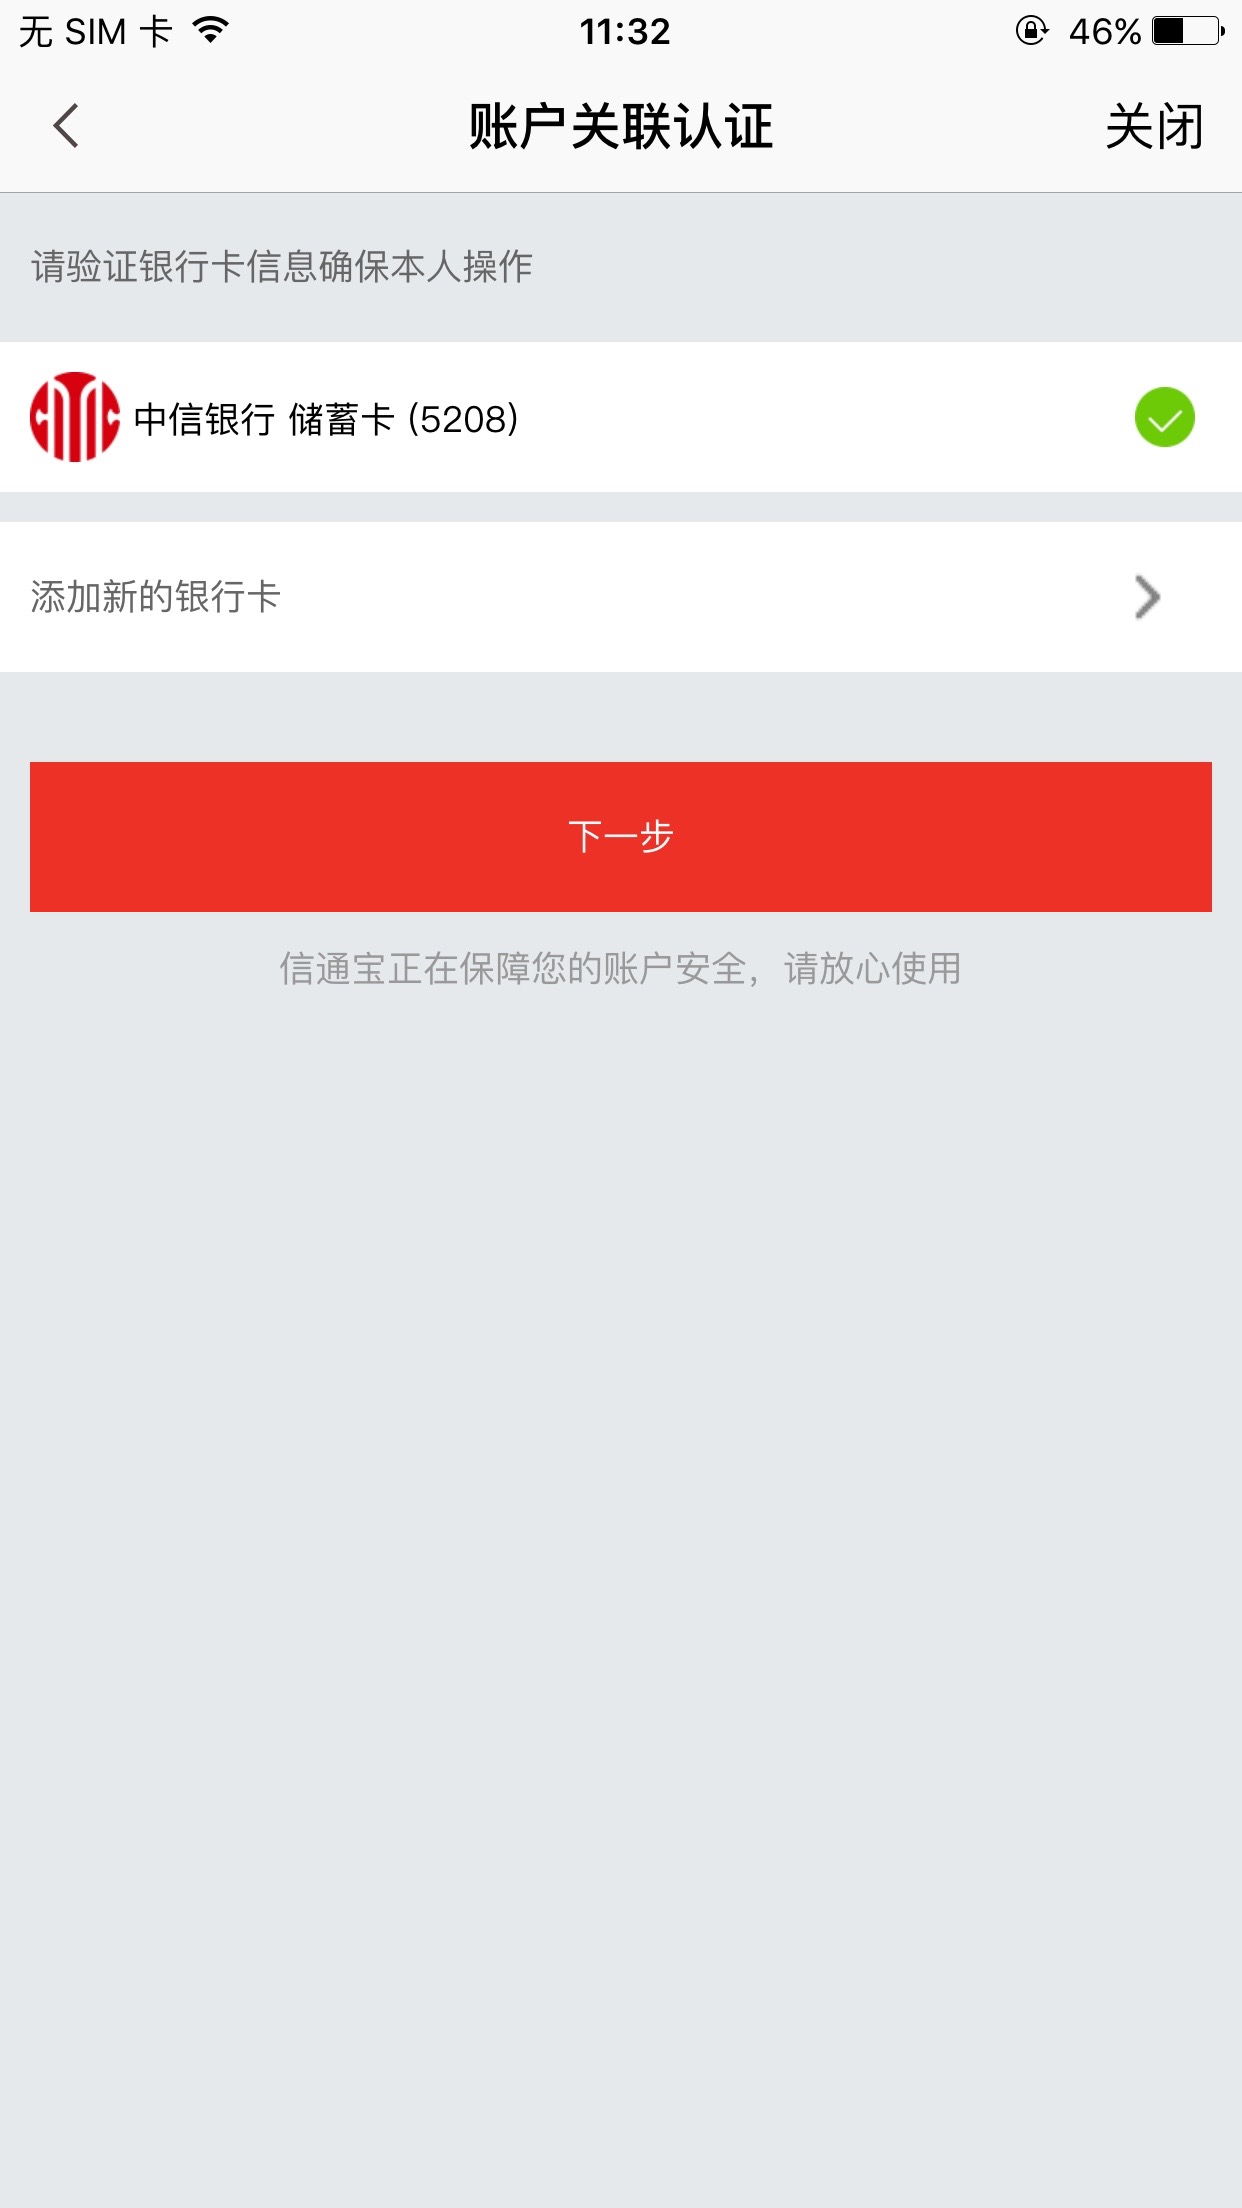 无 SIM 卡
11:32
46%
账户关联认证
关闭
请验证银行卡信息确保本人操作
中信银行 储蓄卡 (5208)
添加新的银行卡
下一步
信通宝正在保障您的账户安全，请放心使用